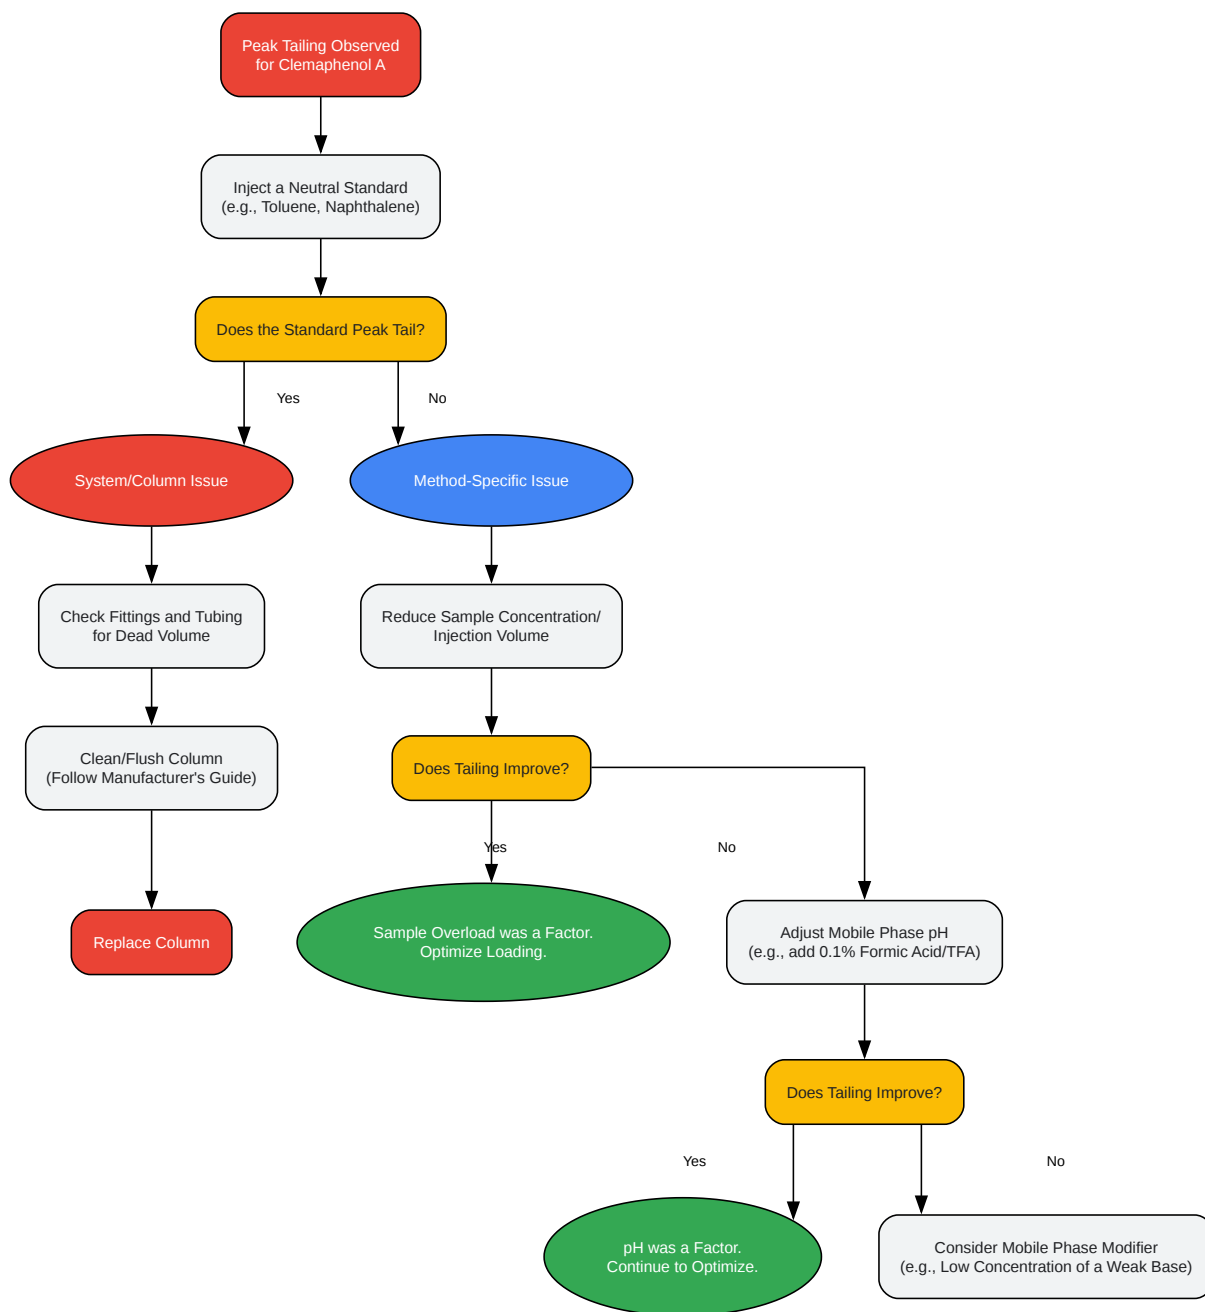 Peak Tailing Observed
for Clemaphenol A
Inject a Neutral Standard
(e.g., Toluene, Naphthalene)
Does the Standard Peak Tail?
Yes
No
System/Column Issue
Method-Specific Issue
Check Fittings and Tubing
for Dead Volume
Reduce Sample Concentration/
Injection Volume
Clean/Flush Column
(Follow Manufacturer's Guide)
Does Tailing Improve?
Yes
No
Replace Column
Sample Overload was a Factor.
Optimize Loading.
Adjust Mobile Phase pH
(e.g., add 0.1% Formic Acid/TFA)
Does Tailing Improve?
Yes
No
pH was a Factor.
Continue to Optimize.
Consider Mobile Phase Modifier
(e.g., Low Concentration of a Weak Base)